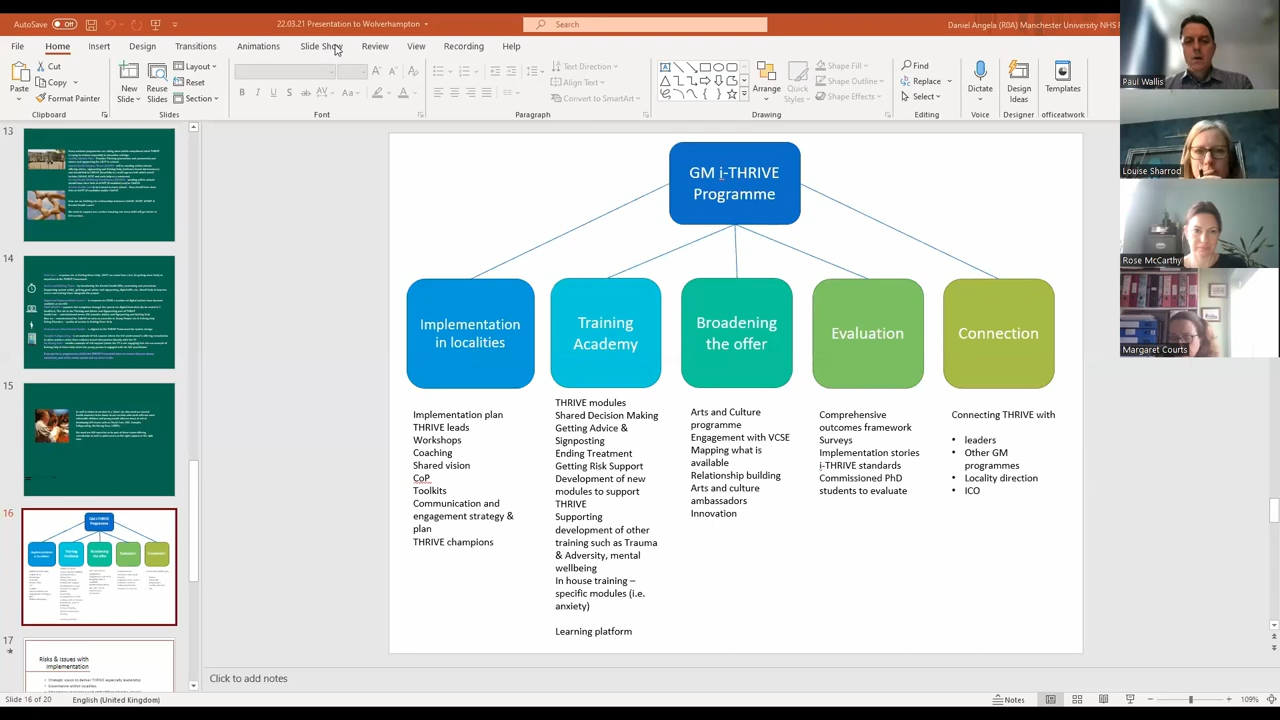 AutoSave
Off
22.03.21 Presentation to Wolverhampton
Search
Daniel Angela (R0A) Manchester University NHS F
File
Home
Insert
Design
Transitions
Animations
Slide Show
Review
View
Recording
Help
Paste
Cut
Copy
Format Painter
Clipboard
New
Slide
Reuse
Slides
Layout
Reset
Section
Slides
Font
Text Direction
Align Text
Convert to SmartArt
Paragraph
Arrange
Quick
Styles
Shape Fill
Shape Outline
Shape Effects
Drawing
Find
Replace
Select
Editing
Dictate
Voice
Design
Ideas
Designer
Templates
officeatwork
Paul Wallis
Louise Sharrod
Rose McCarthy
Margaret Courts
13
14
15
16
17
Risks & Issues with
Implementation
GM i-THRIVE
Programme
Implementation
in localities
Training
Academy
Broadening
the offer
Evaluation
Connection
Implementation plan
THRIVE leads
Workshops
Coaching
Shared vision
CoP
Toolkits
Communication and
engagement strategy &
plan
THRIVE champions
THRIVE modules
Shared Decision Making
Getting Advice &
Signposting
Ending Treatment
Getting Risk Support
Development of new
modules to support
THRIVE
Supporting
development of other
training such as Trauma
& Adversity, mental
wellbeing
In house training –
specific modules (i.e.
anxiety)
Learning platform
Arts and Culture
programme
Engagement with VCSE
Mapping what is
available
Relationship building
Arts and culture
ambassadors
Innovation
Comprehensive
outcomes framework
Surveys
Implementation stories
i-THRIVE standards
Commissioned PhD
students to evaluate
Connecting THRIVE with
• leaders
• Other GM
programmes
• Locality direction
• ICO
Click to add notes
Slide 16 of 20
English (United Kingdom)
Notes
109%